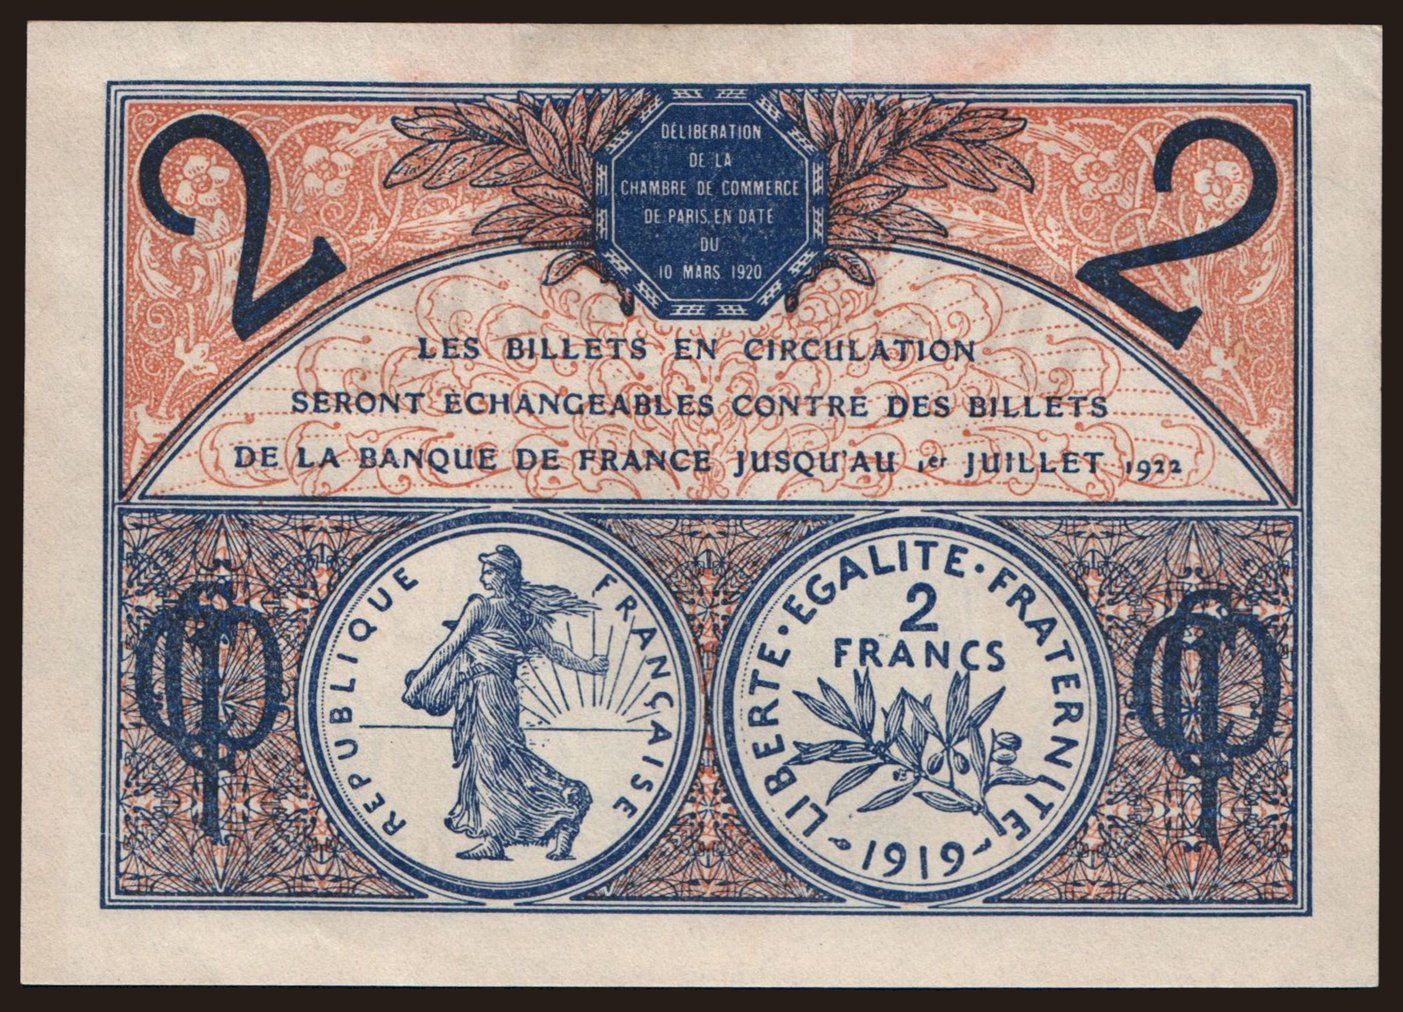 2
2
DÉLIBÉRATION
DE LA
CHAMBRE DE COMMERCE
DE PARIS, EN DATE
DU
10 MARS 1920
LES BILLETS EN CIRCULATION
SERONT ÉCHANGEABLES CONTRE DES BILLETS
DE LA BANQUE DE FRANCE JUSQU'AU 1er JUILLET 1922
RÉPUBLIQUE FRANÇAISE
LIBERTE·EGALITE·FRATERNITE
2
FRANCS
1919